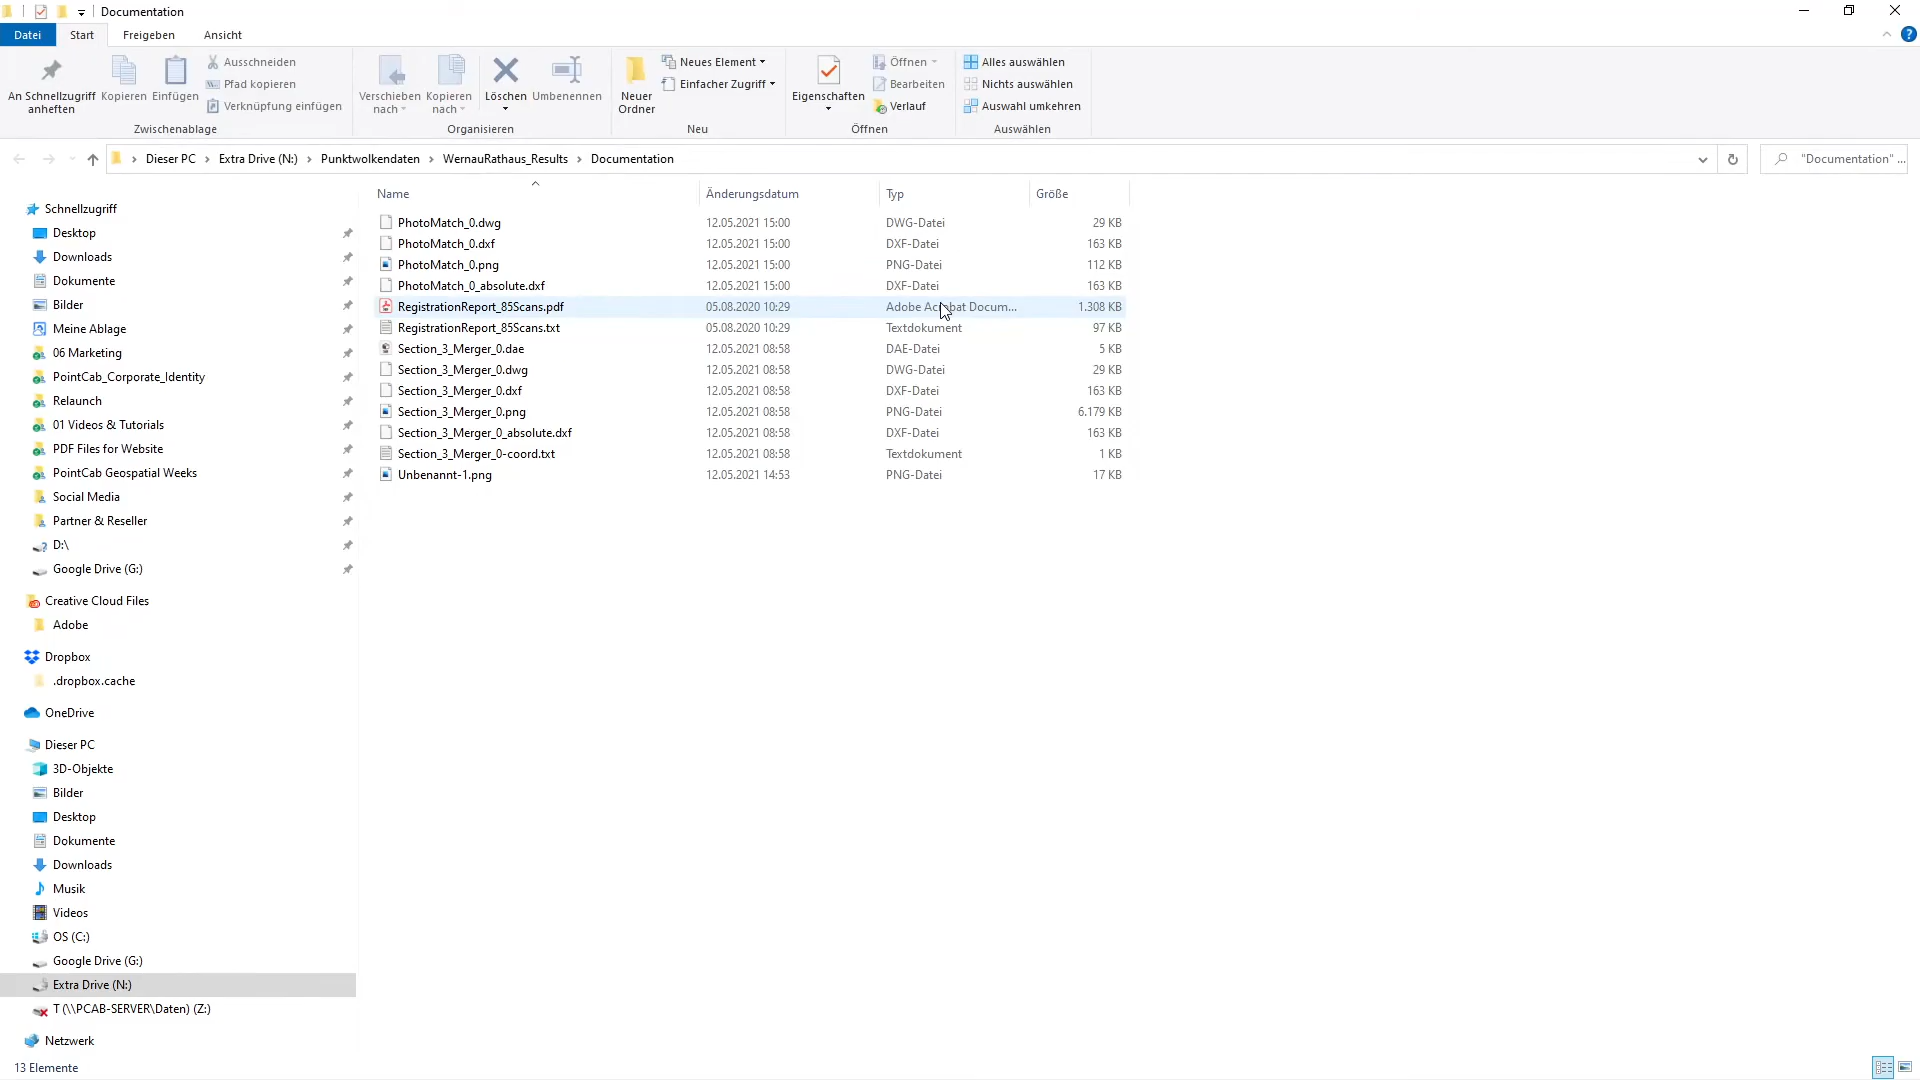 Documentation
Datei
Start
Freigeben
Ansicht
An Schnellzugriff
anheften
Kopieren
Einfügen
Ausschneiden
Pfad kopieren
Verknüpfung einfügen
Zwischenablage
Verschieben
nach
Kopieren
nach
Löschen
Umbenennen
Organisieren
Neuer
Ordner
Neues Element
Einfacher Zugriff
Neu
Eigenschaften
Öffnen
Bearbeiten
Verlauf
Öffnen
Alles auswählen
Nichts auswählen
Auswahl umkehren
Auswählen
Dieser PC › Extra Drive (N:) › Punktwolkendaten › WernauRathaus_Results › Documentation
"Documentation" ...
Schnellzugriff
Desktop
Downloads
Dokumente
Bilder
Meine Ablage
06 Marketing
PointCab_Corporate_Identity
Relaunch
01 Videos & Tutorials
PDF Files for Website
PointCab Geospatial Weeks
Social Media
Partner & Reseller
D:\
Google Drive (G:)
Creative Cloud Files
Adobe
Dropbox
.dropbox.cache
OneDrive
Dieser PC
3D-Objekte
Bilder
Desktop
Dokumente
Downloads
Musik
Videos
OS (C:)
Google Drive (G:)
Extra Drive (N:)
T (\\PCAB-SERVER\Daten) (Z:)
Netzwerk
Name Änderungsdatum Typ Größe
PhotoMatch_0.dwg 12.05.2021 15:00 DWG-Datei 29 KB
PhotoMatch_0.dxf 12.05.2021 15:00 DXF-Datei 163 KB
PhotoMatch_0.png 12.05.2021 15:00 PNG-Datei 112 KB
PhotoMatch_0_absolute.dxf 12.05.2021 15:00 DXF-Datei 163 KB
RegistrationReport_85Scans.pdf 05.08.2020 10:29 Adobe Acrobat Docum... 1.308 KB
RegistrationReport_85Scans.txt 05.08.2020 10:29 Textdokument 97 KB
Section_3_Merger_0.dae 12.05.2021 08:58 DAE-Datei 5 KB
Section_3_Merger_0.dwg 12.05.2021 08:58 DWG-Datei 29 KB
Section_3_Merger_0.dxf 12.05.2021 08:58 DXF-Datei 163 KB
Section_3_Merger_0.png 12.05.2021 08:58 PNG-Datei 6.179 KB
Section_3_Merger_0_absolute.dxf 12.05.2021 08:58 DXF-Datei 163 KB
Section_3_Merger_0-coord.txt 12.05.2021 08:58 Textdokument 1 KB
Unbenannt-1.png 12.05.2021 14:53 PNG-Datei 17 KB
13 Elemente